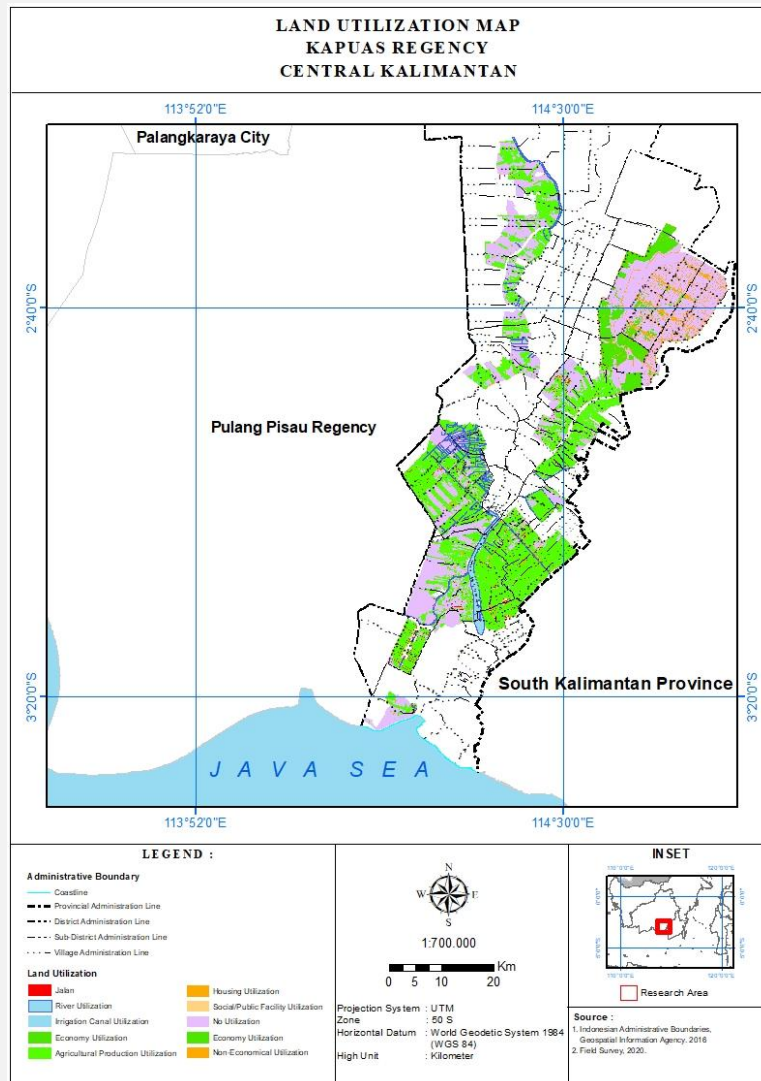 LAND UTILIZATION MAP
KAPUAS REGENCY
CENTRAL KALIMANTAN
113°52'0"E 114°30'0"E
Palangkaraya City
2°40'0"S 2°40'0"S
Pulang Pisau Regency
South Kalimantan Province
3°20'0"S 3°20'0"S
JAVA SEA
113°52'0"E 114°30'0"E
LEGEND :
Administrative Boundary
Coastline
Provincial Administration Line
District Administration Line
Sub-District Administration Line
Village Administration Line
Land Utilization
Jalan
River Utilization
Irrigation Canal Utilization
Economy Utilization
Agricultural Production Utilization
Housing Utilization
Social/Public Facility Utilization
No Utilization
Economy Utilization
Non-Economical Utilization
N
W E
S
1:700.000
Km
0 5 10 20
Projection System : UTM
Zone : 50 S
Horizontal Datum : World Geodetic System 1984
(WGS 84)
High Unit : Kilometer
INSET
Research Area
Source :
1. Indonesian Administrative Boundaries,
Geospatial Information Agency. 2016
2. Field Survey, 2020.